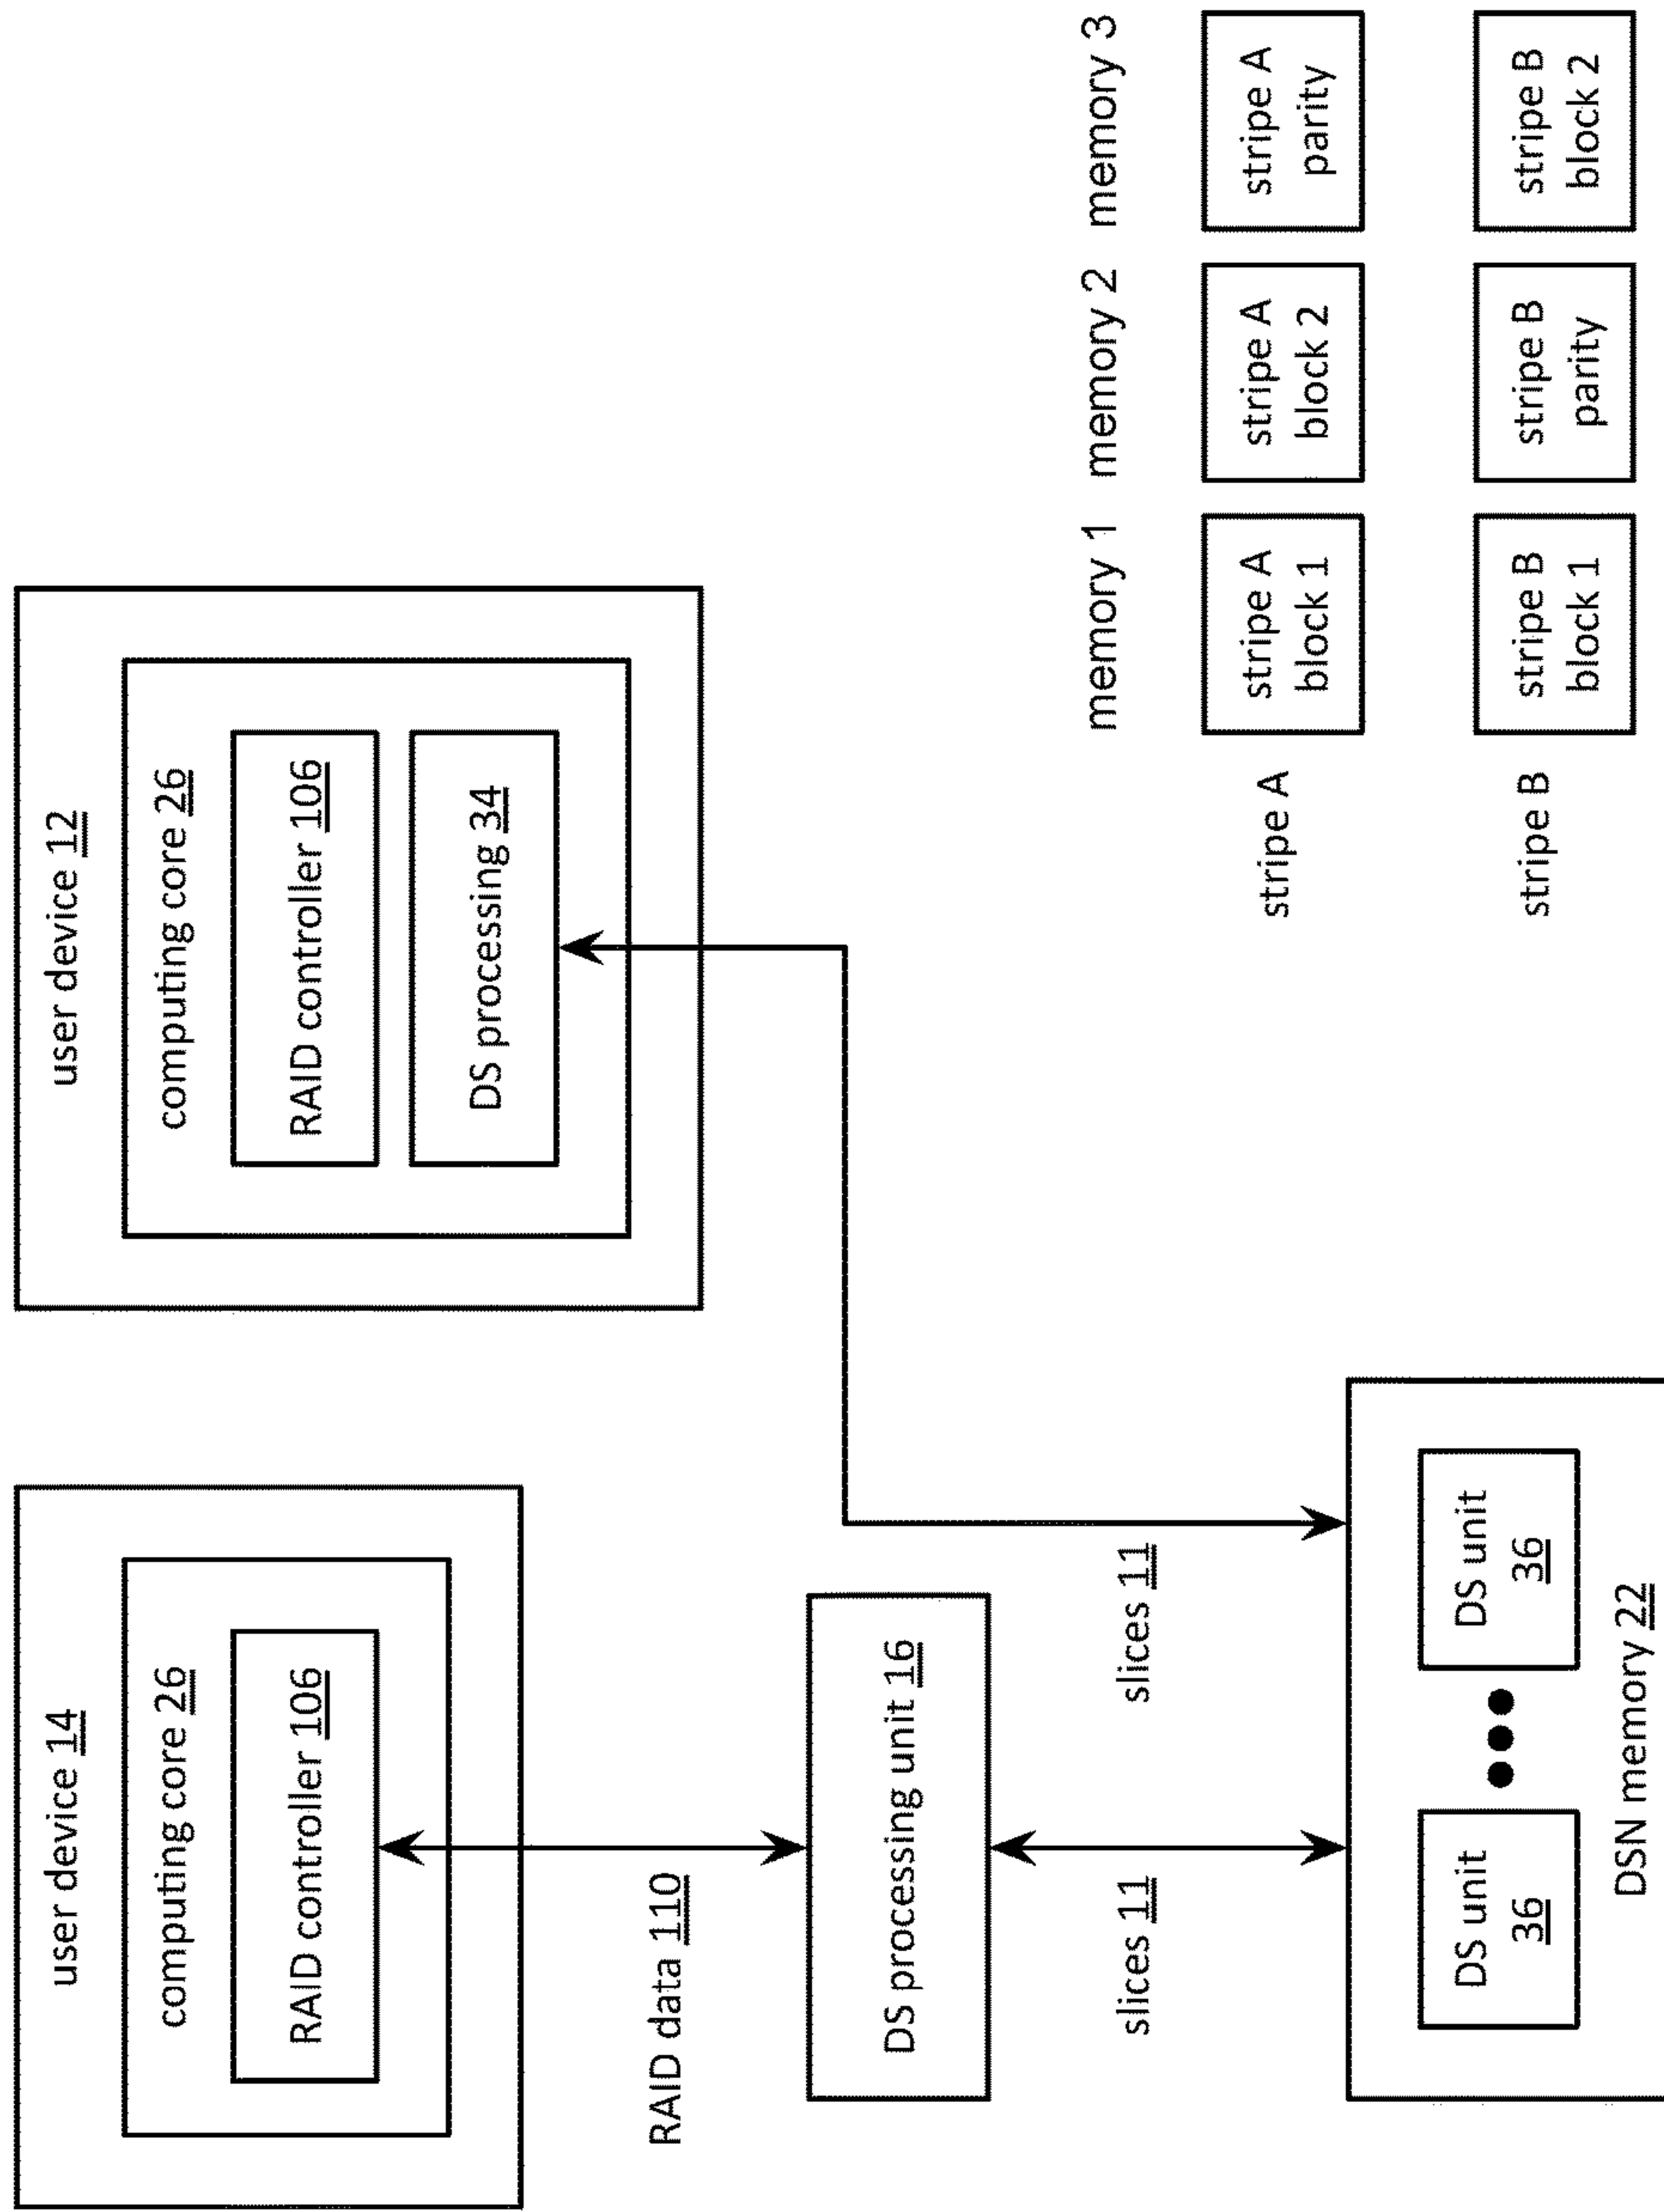 user device 14
computing core 26
RAID controller 106
RAID data 110
DS processing unit 16
slices 11
slices 11
DS unit
36
DS unit
36
DSN memory 22
user device 12
computing core 26
RAID controller 106
DS processing 34
memory 1 memory 2 memory 3
stripe A
stripe A
block 1
stripe A
block 2
stripe A
parity
stripe B
stripe B
block 1
stripe B
parity
stripe B
block 2